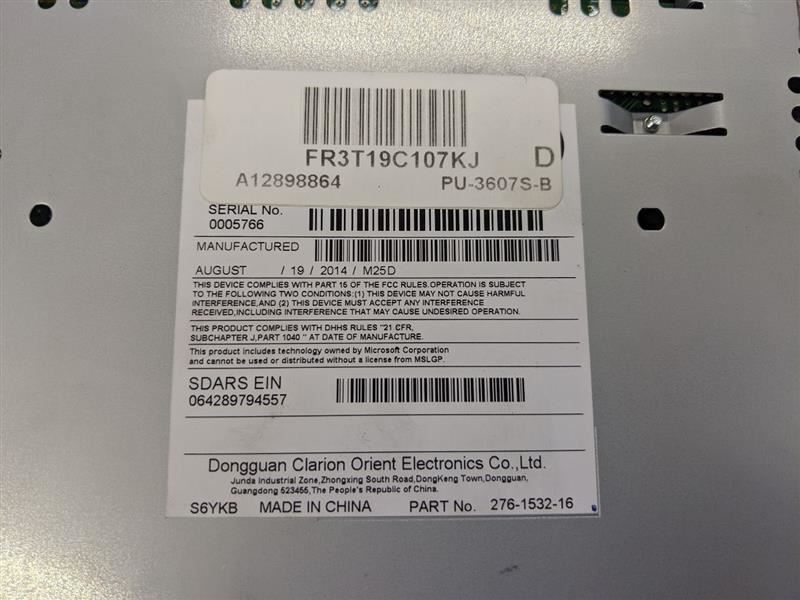 FR3T19C107KJ D
A12898864 PU-3607S-B
SERIAL No.
0005766
MANUFACTURED
AUGUST / 19 / 2014 / M25D
THIS DEVICE COMPLIES WITH PART 15 OF THE FCC RULES.OPERATION IS SUBJECT
TO THE FOLLOWING TWO CONDITIONS:(1) THIS DEVICE MAY NOT CAUSE HARMFUL
INTERFERENCE,AND (2) THIS DEVICE MUST ACCEPT ANY INTERFERENCE
RECEIVED,INCLUDING INTERFERENCE THAT MAY CAUSE UNDESIRED OPERATION.
THIS PRODUCT COMPLIES WITH DHHS RULES "21 CFR,
SUBCHAPTER J,PART 1040 " AT DATE OF MANUFACTURE.
This product includes technology owned by Microsoft Corporation
and cannot be used or distributed without a license from MSLGP.
SDARS EIN
064289794557
Dongguan Clarion Orient Electronics Co.,Ltd.
Junda Industrial Zone,Zhongxing South Road,DongKeng Town,Dongguan,
Guangdong 523455,The People's Republic of China.
S6YKB MADE IN CHINA PART No. 276-1532-16